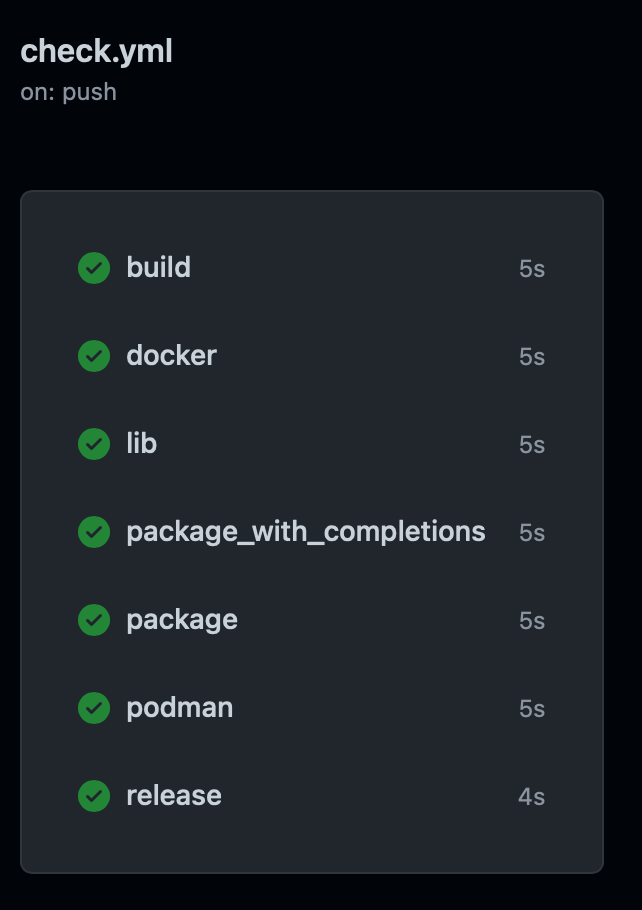 check.yml
on: push
build 5s
docker 5s
lib 5s
package_with_completions 5s
package 5s
podman 5s
release 4s